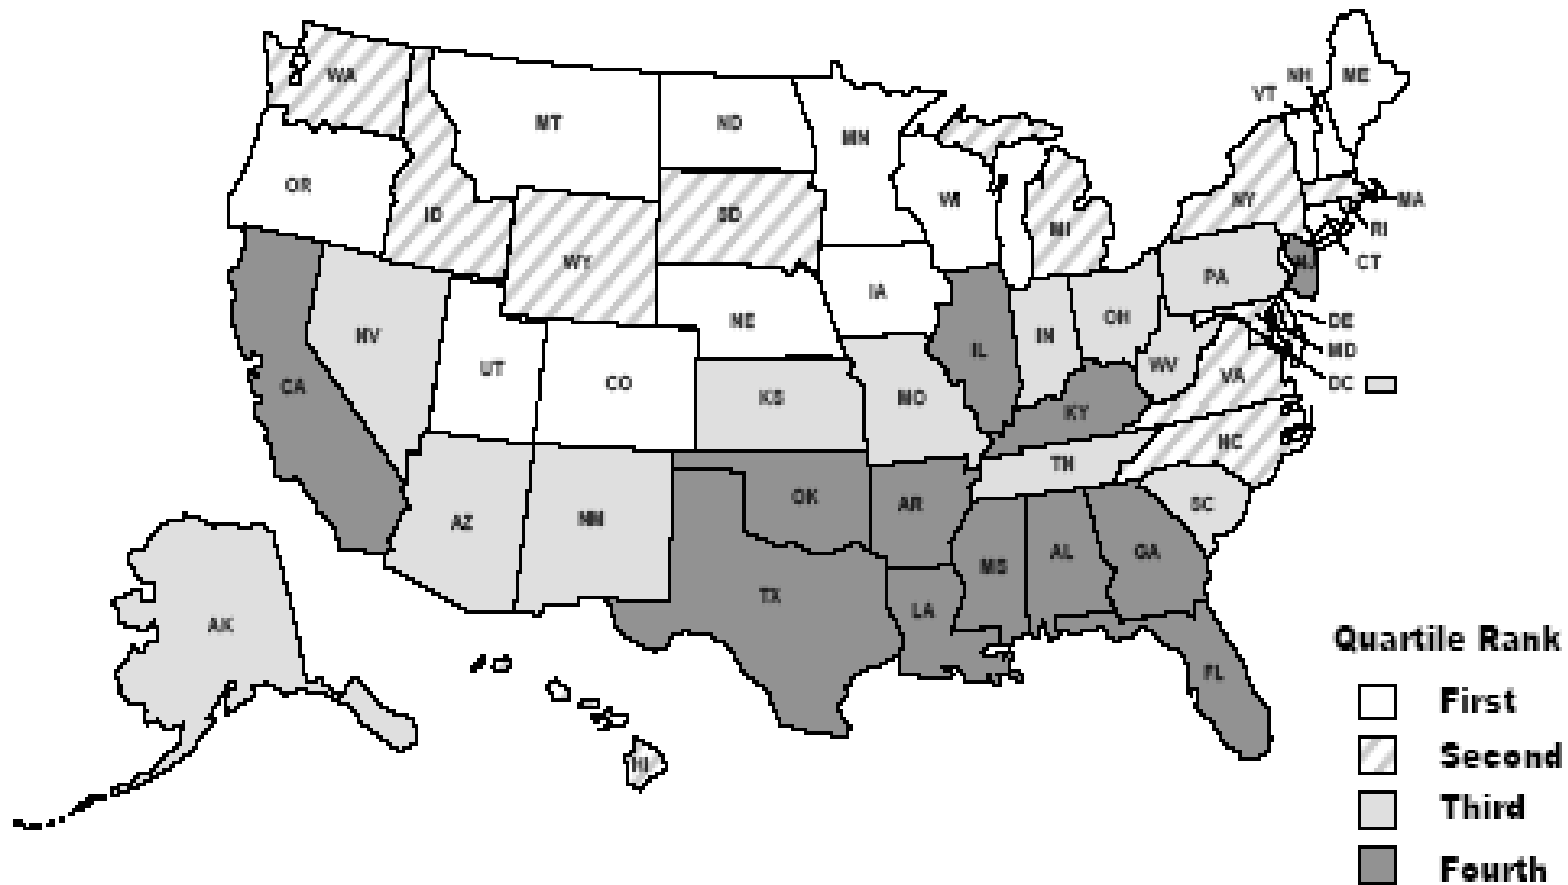 WA
MT
ND
MN
NH
ME
VT
OR
ID
SD
WI
MI
NY
MA
RI
WY
CT
PA
NJ
IA
NE
DE
MD
NV
UT
CO
IL
IN
OH
WV
VA
DC
CA
KS
MO
KY
NC
TN
AZ
NM
OK
AR
SC
MS
AL
GA
TX
LA
AK
FL
HI
Quartile Rank
First
Second
Third
Fourth